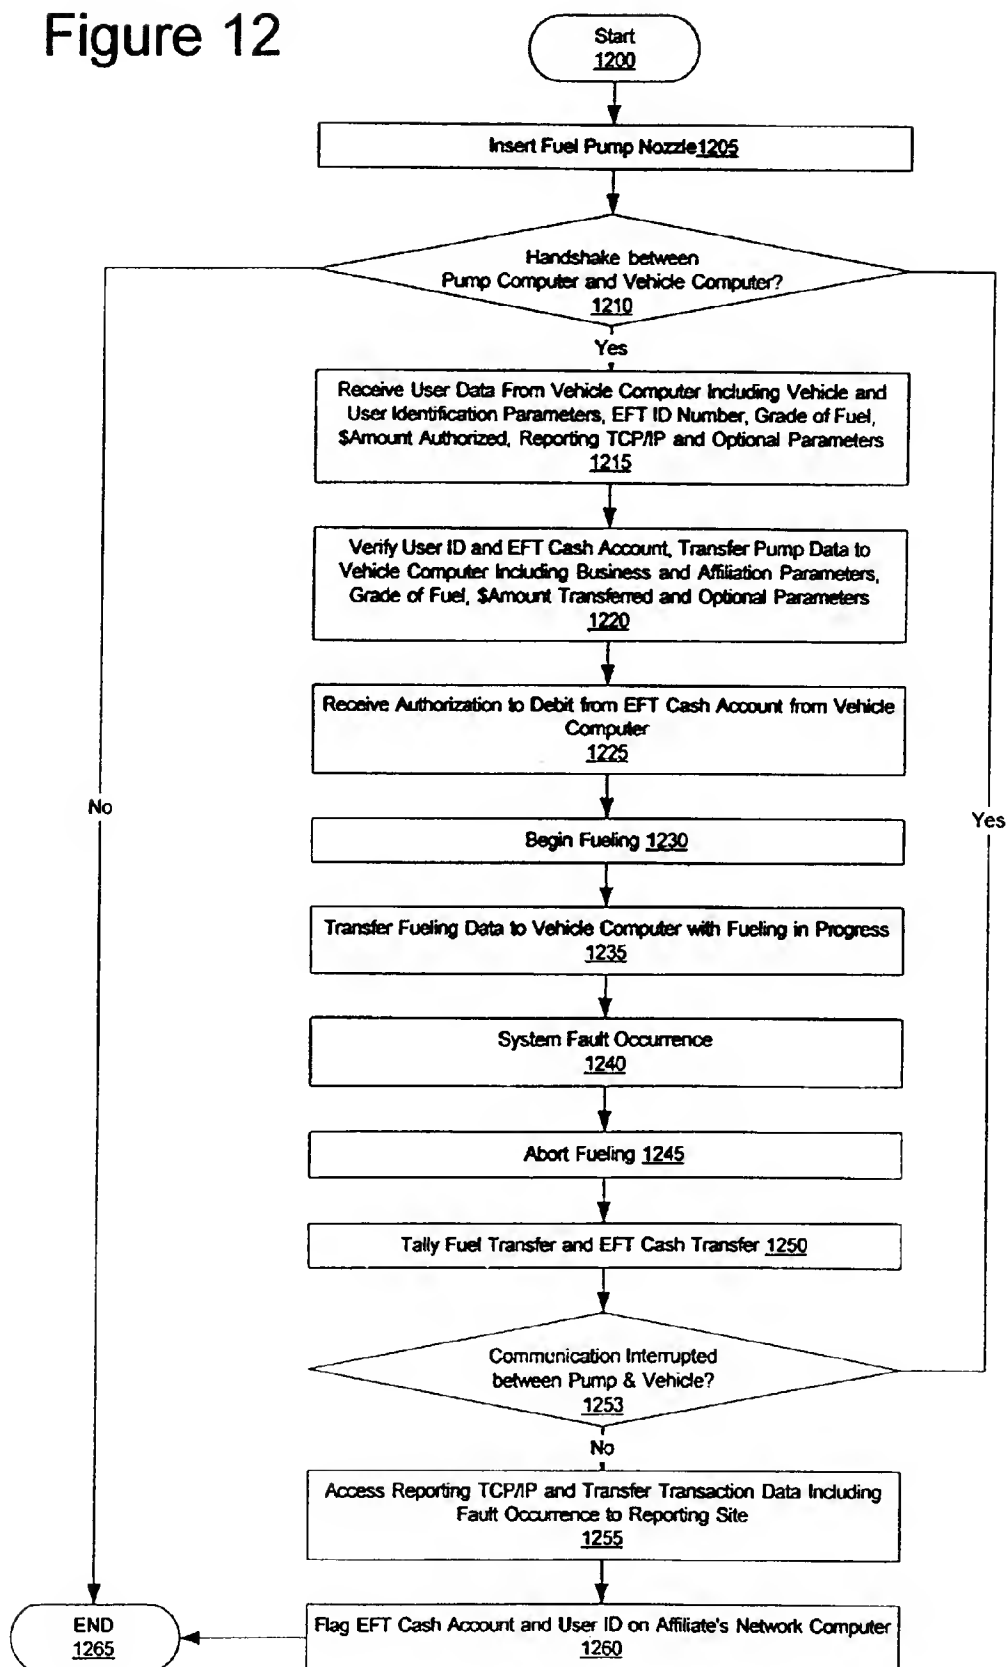 Figure 12
Start
1200
Insert Fuel Pump Nozzle1205
Handshake between
Pump Computer and Vehicle Computer?
1210
Yes
Receive User Data From Vehicle Computer Including Vehicle and
User Identification Parameters, EFT ID Number, Grade of Fuel,
$Amount Authorized, Reporting TCP/IP and Optional Parameters
1215
Verify User ID and EFT Cash Account, Transfer Pump Data to
Vehicle Computer Including Business and Affiliation Parameters,
Grade of Fuel, $Amount Transferred and Optional Parameters
1220
Receive Authorization to Debit from EFT Cash Account from Vehicle
Computer
1225
No
Yes
Begin Fueling 1230
Transfer Fueling Data to Vehicle Computer with Fueling in Progress
1235
System Fault Occurrence
1240
Abort Fueling 1245
Tally Fuel Transfer and EFT Cash Transfer 1250
Communication Interrupted
between Pump & Vehicle?
1253
No
Access Reporting TCP/IP and Transfer Transaction Data Including
Fault Occurrence to Reporting Site
1255
Flag EFT Cash Account and User ID on Affiliate's Network Computer
1260
END
1265